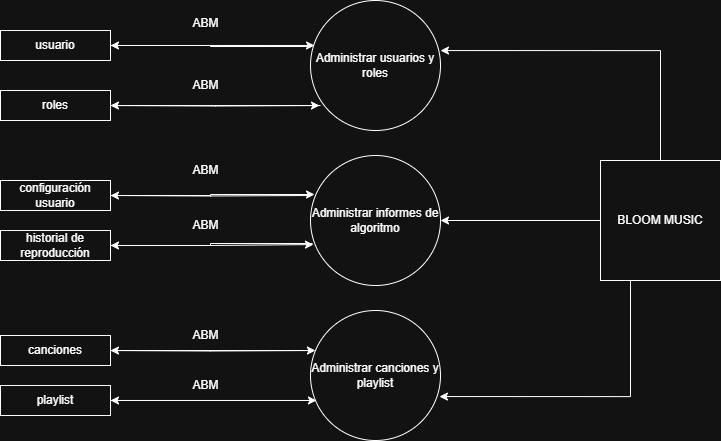 ABM
usuario
Administrar usuarios y
roles
ABM
roles
ABM
configuración
usuario
Administrar informes de
algoritmo
BLOOM MUSIC
ABM
historial de
reproducción
ABM
canciones
Administrar canciones y
playlist
ABM
playlist